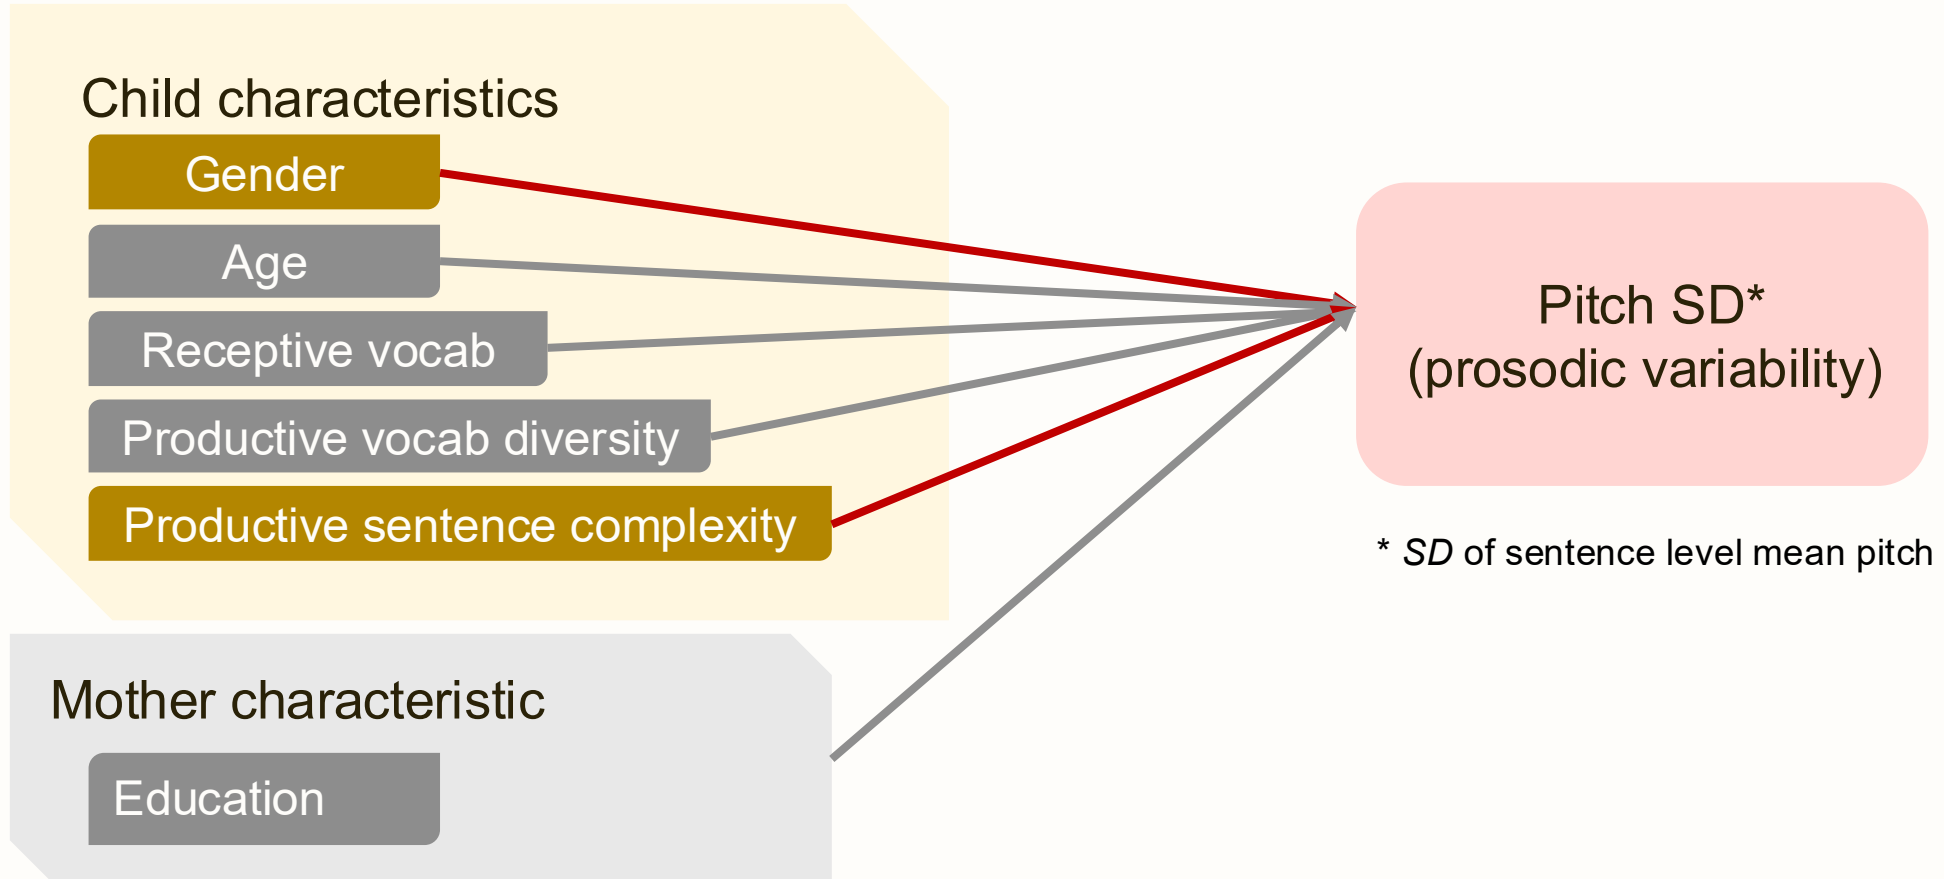 Child characteristics
Gender
Age
Receptive vocab
Productive vocab diversity
Productive sentence complexity
Mother characteristic
Education
Pitch SD*
(prosodic variability)
* SD of sentence level mean pitch